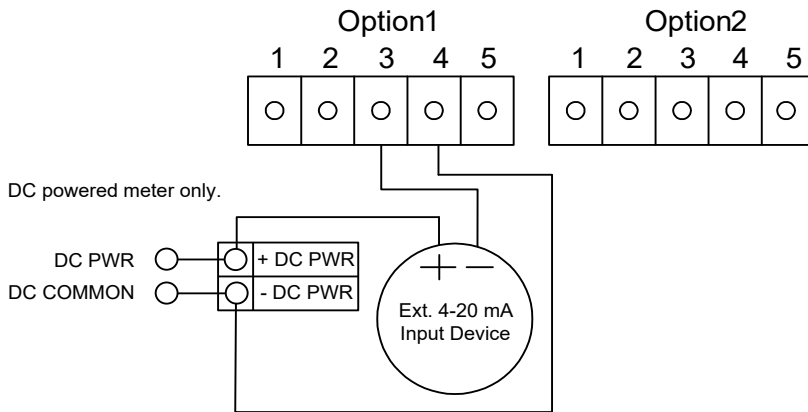 Option1 Option2
1 2 3 4 5 1 2 3 4 5
DC powered meter only.
DC PWR + DC PWR
DC COMMON - DC PWR
+ −
Ext. 4-20 mA
Input Device